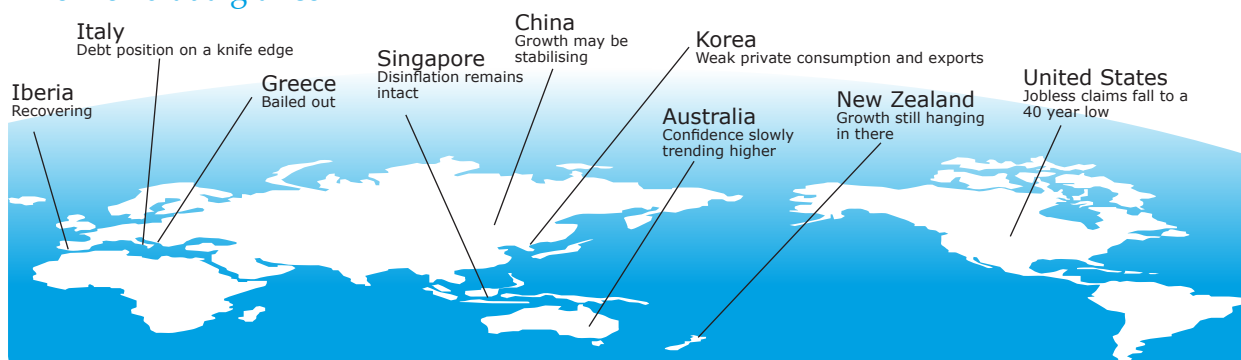 Italy
Debt position on a knife edge
Iberia
Recovering
Greece
Bailed out
Singapore
Disinflation remains
intact
China
Growth may be
stabilising
Korea
Weak private consumption and exports
Australia
Confidence slowly
trending higher
New Zealand
Growth still hanging
in there
United States
Jobless claims fall to a
40 year low